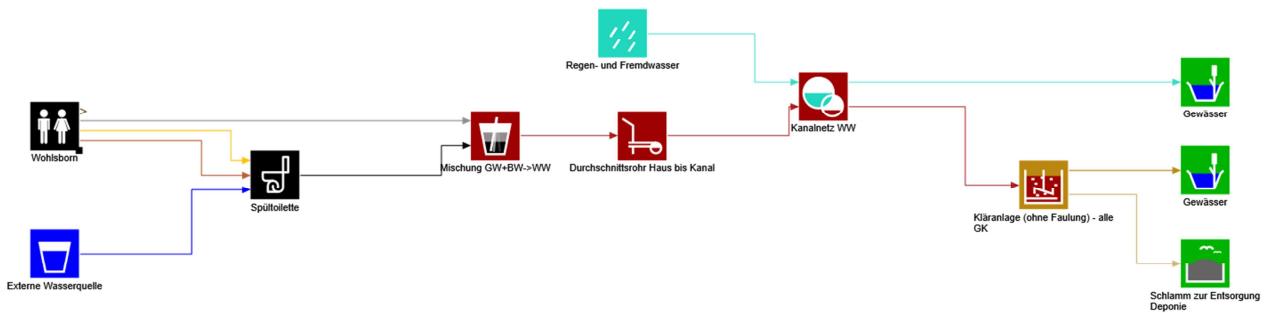 Regen- und Fremdwasser
Gewässer
Kanalnetz WW
Wohlsborn
Mischung GW+BW->WW
Durchschnittsrohr Haus bis Kanal
Spültoilette
Gewässer
Kläranlage (ohne Faulung) - alle
GK
Externe Wasserquelle
Schlamm zur Entsorgung
Deponie